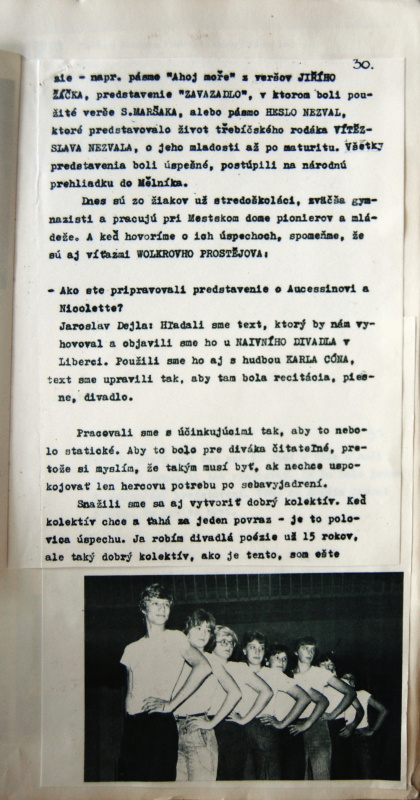 30.
nie - napr. pásmo "Ahoj moře" z veršov JIŘÍHO
ŽÁČKA, predstavenie "ZAVAZADLO", v ktorom boli pou-
žité verše S.MARŠAKA, alebo pásmo HESLO NEZVAL,
ktoré predstavovalo život třebíčského rodáka VÍTĚZ-
SLAVA NEZVALA, o jeho mladosti až po maturitu. Všetky
predstavenia boli úspešné, postúpili na národnú
prehliadku do Mělníka.
Dnes sú zo žiakov už stredoškoláci, zväčša gym-
nazisti a pracujú pri Mestskom dome pionierov a mlá-
deže. A keď hovoríme o ich úspechoch, spomeňme, že
sú aj víťazmi WOLKROVHO PROSTĚJOVA:
- Ako ste pripravovali predstavenie o Aucessinovi a
Nicolette?
Jaroslav Dejla: Hľadali sme text, ktorý by nám vy-
hovoval a objavili sme ho u NAIVNÍHO DIVADLA v
Liberci. Použili sme ho aj s hudbou KARLA CÓNA,
text sme upravili tak, aby tam bola recitácia, pies-
ne, divadlo.
Pracovali sme s účinkujúcimi tak, aby to nebo-
lo statické. Aby to bolo pre diváka čitateľné, pre-
tože si myslím, že takým musí byť, ak nechce uspo-
kojovať len hercovu potrebu po sebavyjadrení.
Snažili sme sa aj vytvoriť dobrý kolektív. Keď
kolektív chce a ťahá za jeden povraz - je to polo-
vica úspechu. Ja robím divadlá poézie už 15 rokov,
ale taký dobrý kolektív, ako je tento, som ešte